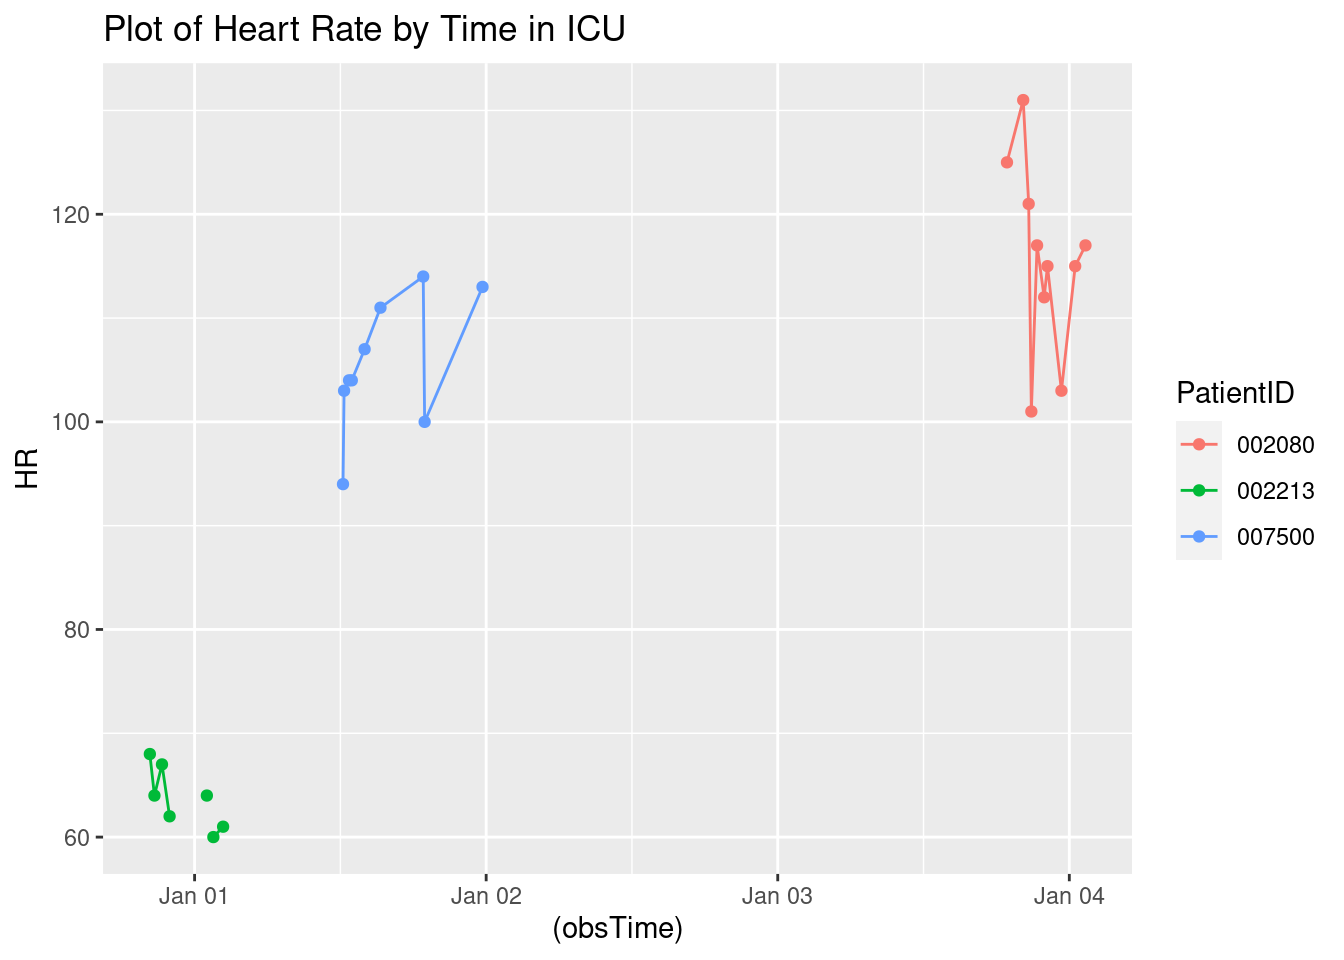 Plot of Heart Rate by Time in ICU
120
100
80
60
HR
Jan 01
Jan 02
Jan 03
Jan 04
(obsTime)
PatientID
002080
002213
007500